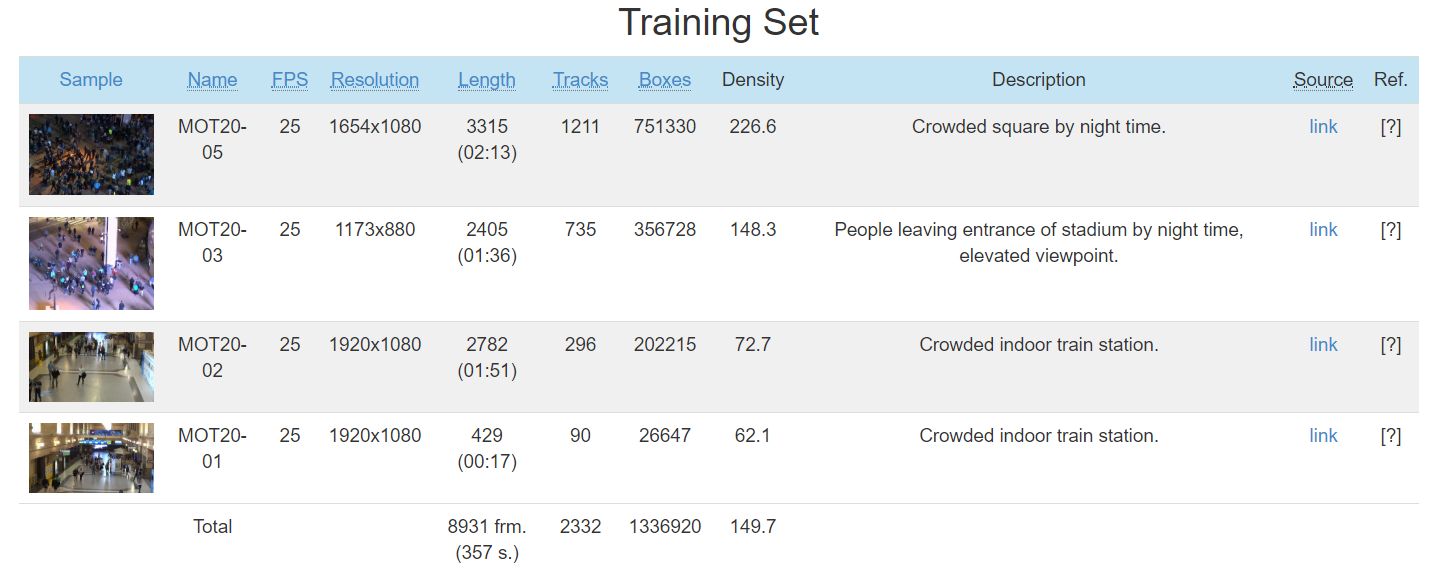 Training Set
Sample Name FPS Resolution Length Tracks Boxes Density Description Source Ref.
MOT20-05 25 1654x1080 3315 (02:13) 1211 751330 226.6 Crowded square by night time. link [?]
MOT20-03 25 1173x880 2405 (01:36) 735 356728 148.3 People leaving entrance of stadium by night time, elevated viewpoint. link [?]
MOT20-02 25 1920x1080 2782 (01:51) 296 202215 72.7 Crowded indoor train station. link [?]
MOT20-01 25 1920x1080 429 (00:17) 90 26647 62.1 Crowded indoor train station. link [?]
Total 8931 frm. (357 s.) 2332 1336920 149.7